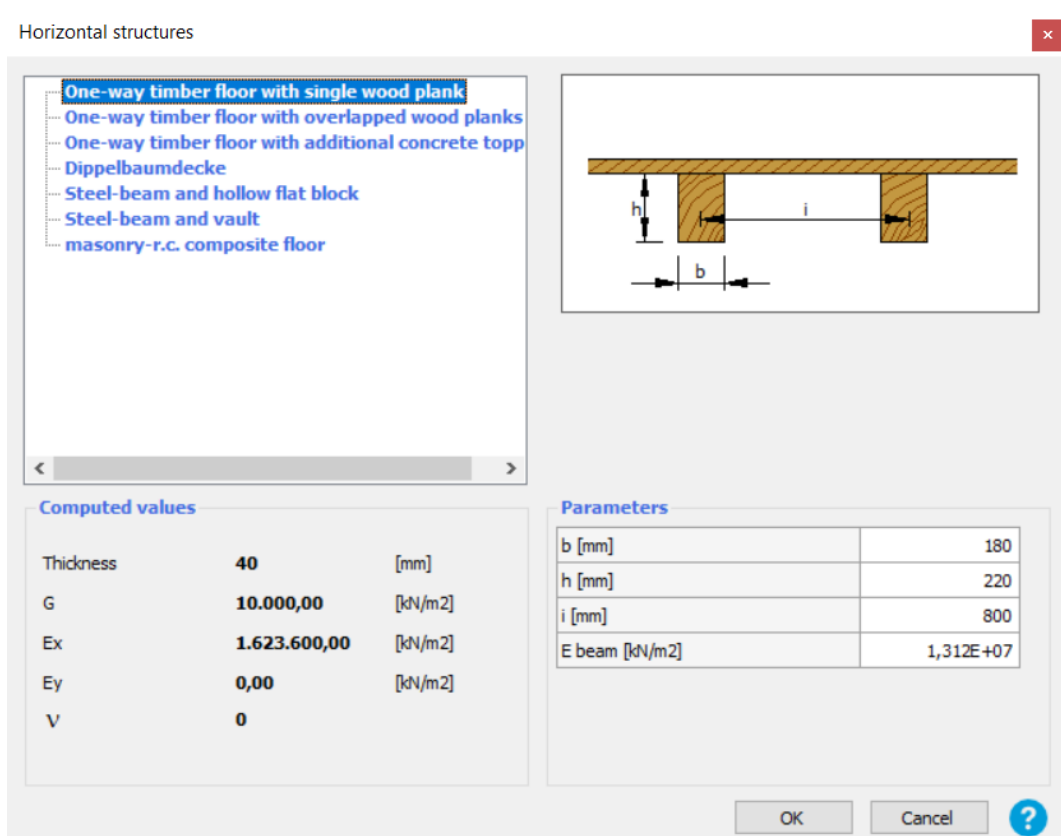 Horizontal structures
One-way timber floor with single wood plank
One-way timber floor with overlapped wood planks
One-way timber floor with additional concrete topp
Dippelbaumdecke
Steel-beam and hollow flat block
Steel-beam and vault
masonry-r.c. composite floor
h
i
b
Computed values
Thickness 40 [mm]
G 10.000,00 [kN/m2]
Ex 1.623.600,00 [kN/m2]
Ey 0,00 [kN/m2]
ν 0
Parameters
b [mm] 180
h [mm] 220
i [mm] 800
E beam [kN/m2] 1,312E+07
OK Cancel ?